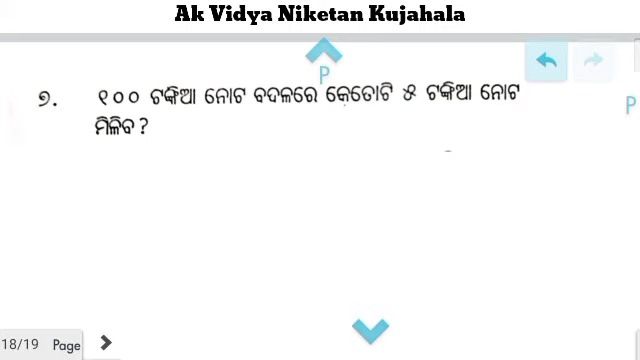 Ak Vidya Niketan Kujahala
P
୭. ୧୦୦ ଟଙ୍କିଆ ନୋଟ ବଦଳରେ କେତୋଟି ୫ ଟଙ୍କିଆ ନୋଟ
P
ମିଳିବ ?
18/19 Page